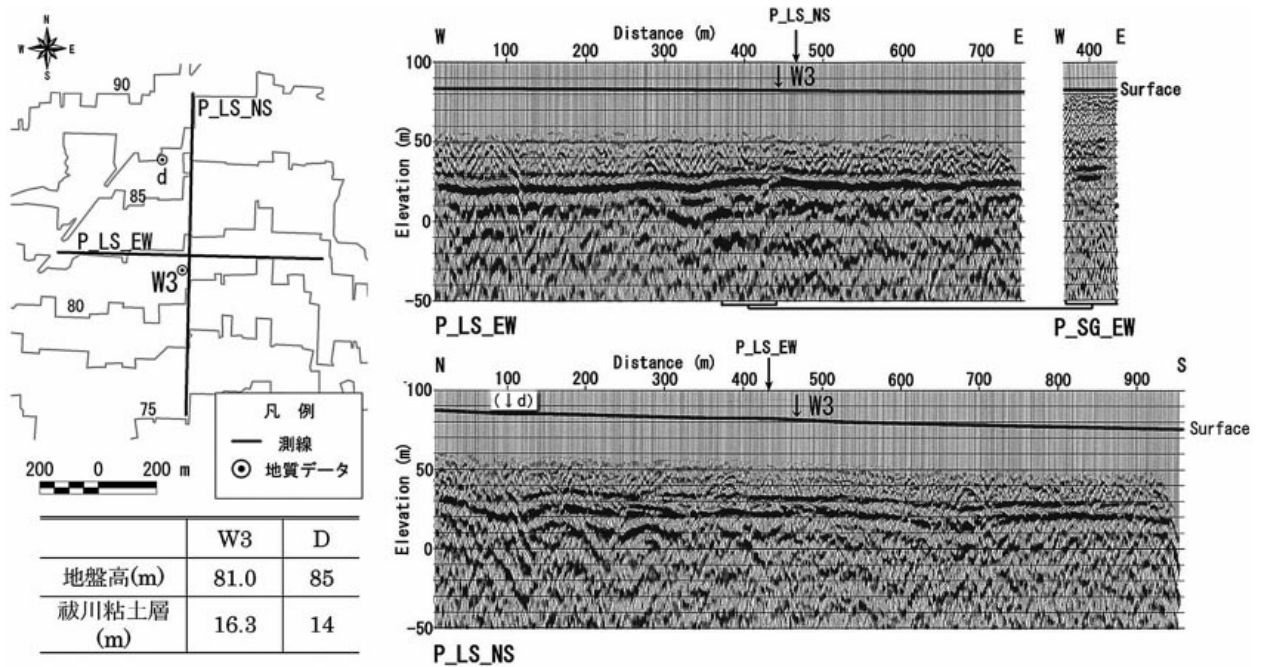 N
W E
S
90
P_LS_NS
d
85
P_LS_EW
W3
80
75
凡 例
測線
地質データ
200 0 200 m
W3 D
地盤高(m) 81.0 85
祓川粘土層
(m) 16.3 14
P_LS_NS
W Distance (m) E
100 200 300 400 500 600 700
W E
400
↓W3
Surface
100
50
0
-50
Elevation (m)
P_LS_EW
P_SG_EW
P_LS_EW
N Distance (m) S
100 200 300 400 500 600 700 800 900
(↓d)
↓W3
Surface
100
50
0
-50
Elevation (m)
P_LS_NS